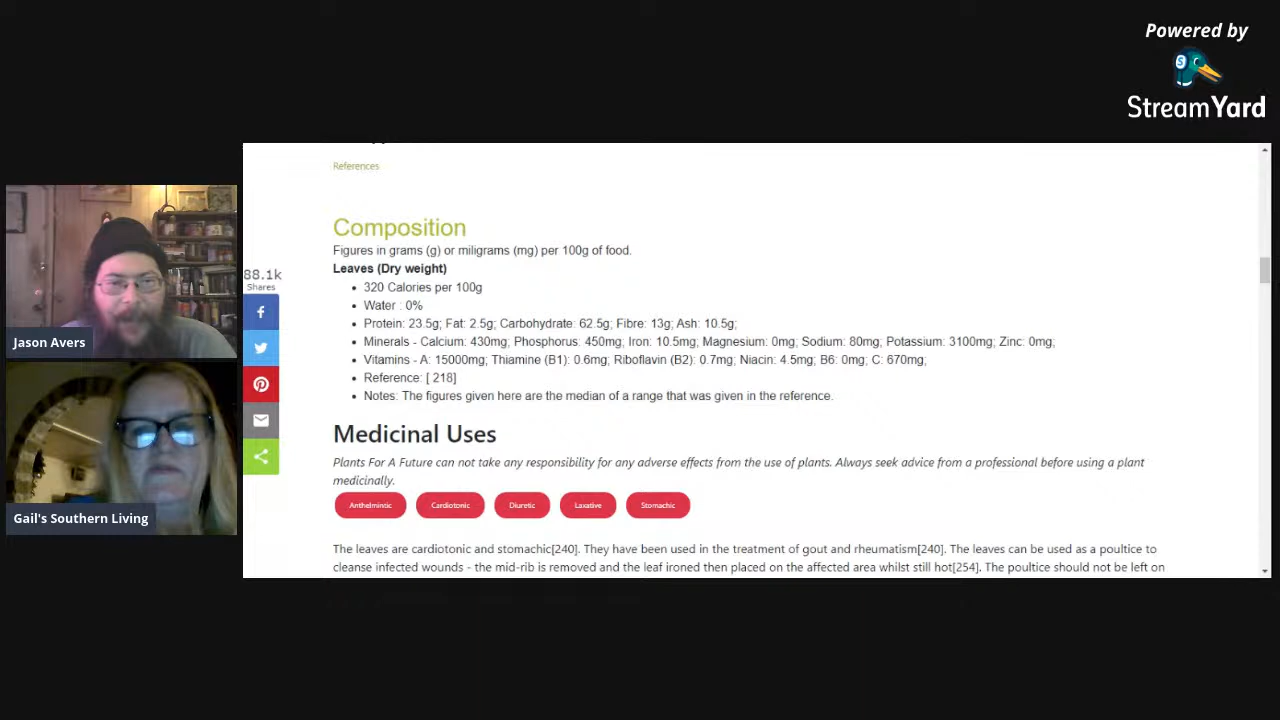 Powered by
StreamYard
References
Composition
Figures in grams (g) or miligrams (mg) per 100g of food.
Leaves (Dry weight)
320 Calories per 100g
Water : 0%
Protein: 23.5g; Fat: 2.5g; Carbohydrate: 62.5g; Fibre: 13g; Ash: 10.5g;
Minerals - Calcium: 430mg; Phosphorus: 450mg; Iron: 10.5mg; Magnesium: 0mg; Sodium: 80mg; Potassium: 3100mg; Zinc: 0mg;
Vitamins - A: 15000mg; Thiamine (B1): 0.6mg; Riboflavin (B2): 0.7mg; Niacin: 4.5mg; B6: 0mg; C: 670mg;
Reference: [ 218]
Notes: The figures given here are the median of a range that was given in the reference.
Medicinal Uses
Plants For A Future can not take any responsibility for any adverse effects from the use of plants. Always seek advice from a professional before using a plant
medicinally.
Anthelmintic Cardiotonic Diuretic Laxative Stomachic
The leaves are cardiotonic and stomachic[240]. They have been used in the treatment of gout and rheumatism[240]. The leaves can be used as a poultice to
cleanse infected wounds - the mid-rib is removed and the leaf ironed then placed on the affected area whilst still hot[254]. The poultice should not be left on
88.1k
Shares
Jason Avers
Gail's Southern Living